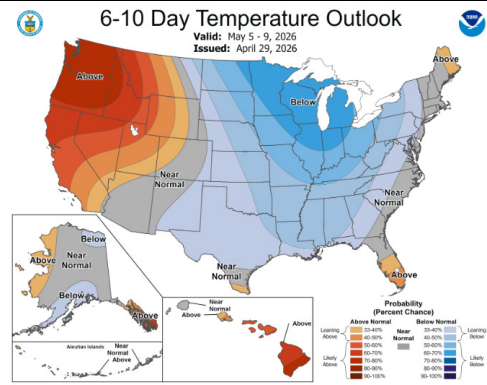 6-10 Day Temperature Outlook
Valid: May 5 - 9, 2026
Issued: April 29, 2026
Above
Above
Below
Near
Normal
Near
Normal
Near
Normal
Above
Above
Below
Near
Normal
Below
Above
Aleutian Islands
Near
Normal
Above
Near
Normal
Above
Above
Probability
(Percent Chance)
Above Normal
Near
Normal
Below Normal
Leaning
Above
Likely
Above
33-40%
40-50%
50-60%
60-70%
70-80%
80-90%
90-100%
33-40%
40-50%
50-60%
60-70%
70-80%
80-90%
90-100%
Leaning
Below
Likely
Below